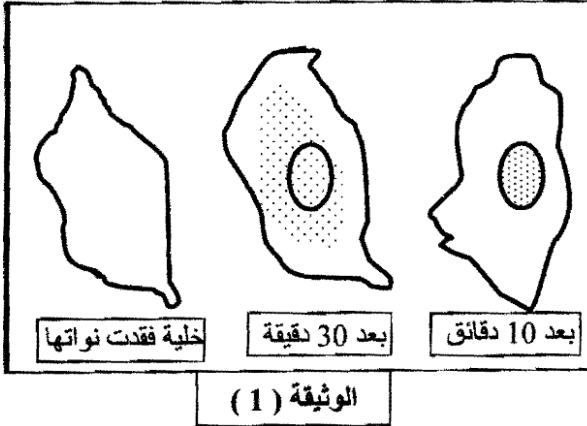 بعد 10 دقائق
بعد 30 دقيقة
خلية فقدت نواتها
الوثيقة ( 1 )